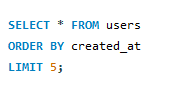 SELECT * FROM users
ORDER BY created_at
LIMIT 5;